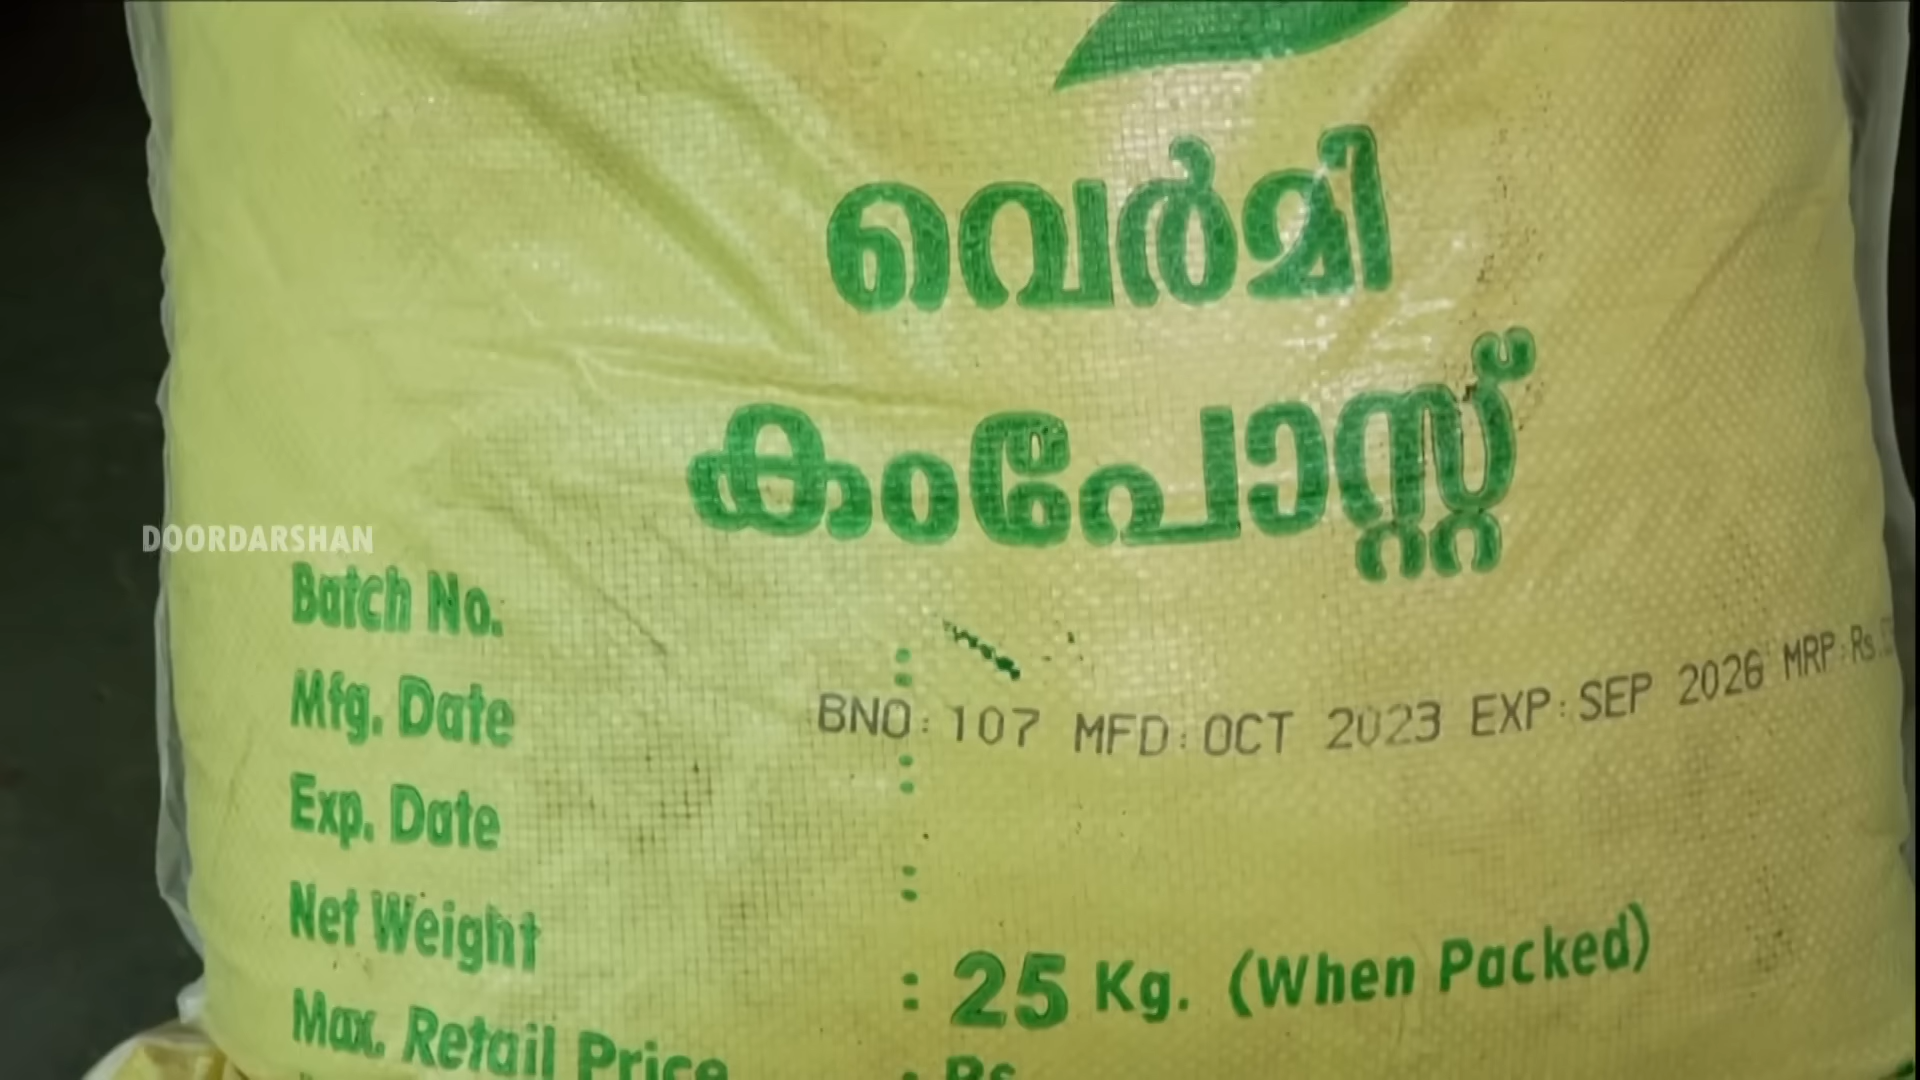 വെർമി
കംപോസ്റ്റ്
DOORDARSHAN
Batch No. :
BNO: 107 MFD: OCT 2023 EXP: SEP 2026 MRP: Rs.
Mfg. Date :
Exp. Date :
Net Weight : 25 Kg. (When Packed)
Max. Retail Price : Rs